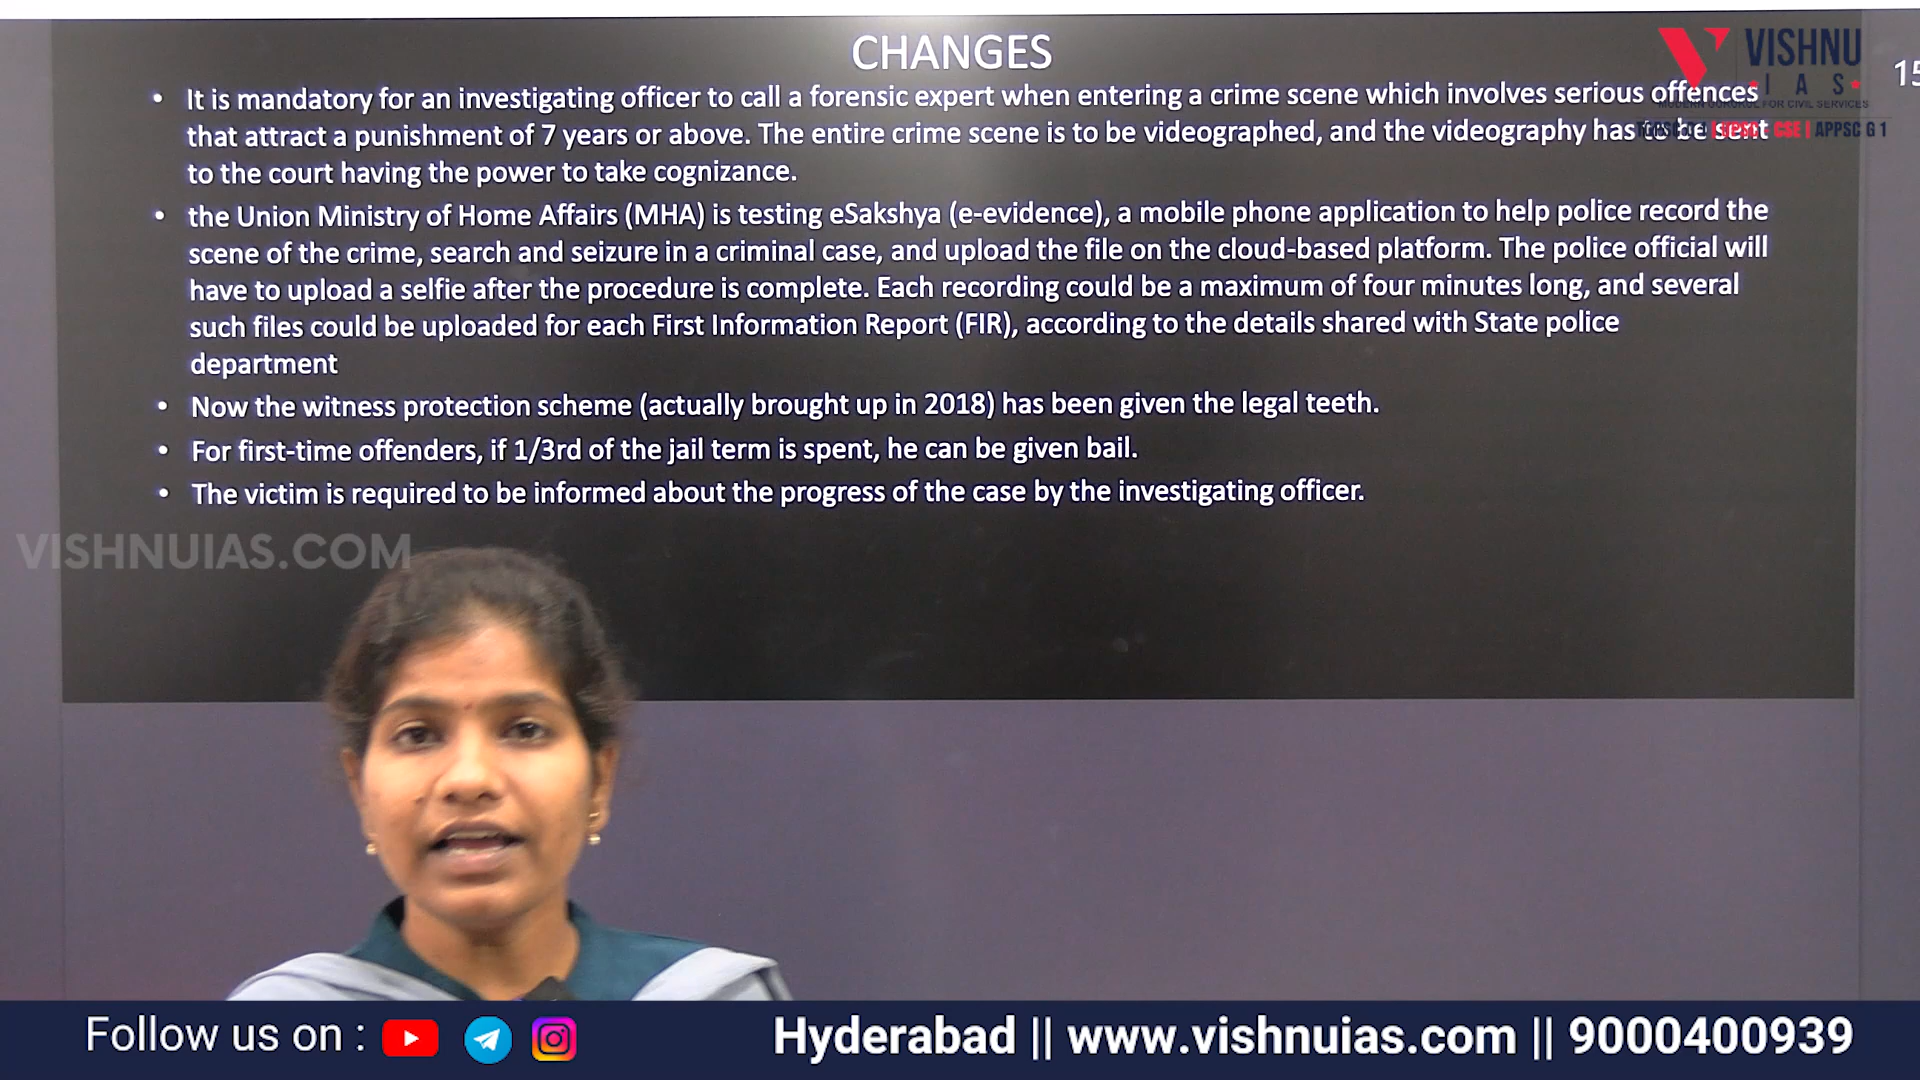 CHANGES
• It is mandatory for an investigating officer to call a forensic expert when entering a crime scene which involves serious offences
that attract a punishment of 7 years or above. The entire crime scene is to be videographed, and the videography has to be sent
to the court having the power to take cognizance.
• the Union Ministry of Home Affairs (MHA) is testing eSakshya (e-evidence), a mobile phone application to help police record the
scene of the crime, search and seizure in a criminal case, and upload the file on the cloud-based platform. The police official will
have to upload a selfie after the procedure is complete. Each recording could be a maximum of four minutes long, and several
such files could be uploaded for each First Information Report (FIR), according to the details shared with State police
department
• Now the witness protection scheme (actually brought up in 2018) has been given the legal teeth.
• For first-time offenders, if 1/3rd of the jail term is spent, he can be given bail.
• The victim is required to be informed about the progress of the case by the investigating officer.
VISHNU
IAS
FOR CIVIL SERVICES
CSE | APPSC G 1
15
VISHNUIAS.COM
Follow us on :
Hyderabad || www.vishnuias.com || 9000400939